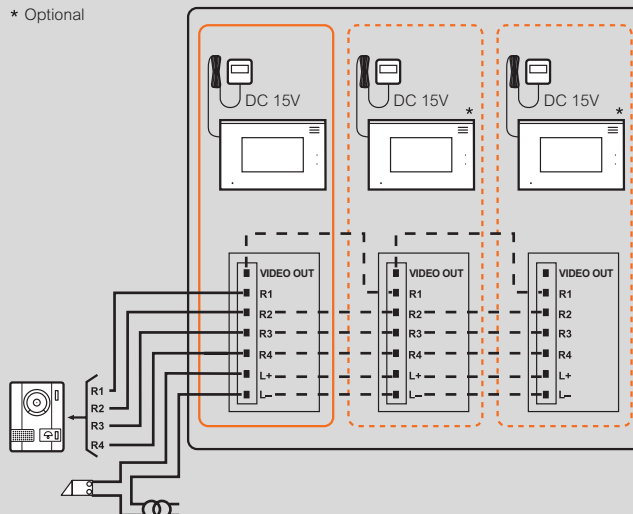 * Optional
DC 15V
DC 15V
*
DC 15V
*
VIDEO OUT
R1
R2
R3
R4
L+
L–
VIDEO OUT
R1
R2
R3
R4
L+
L–
VIDEO OUT
R1
R2
R3
R4
L+
L–
R1
R2
R3
R4